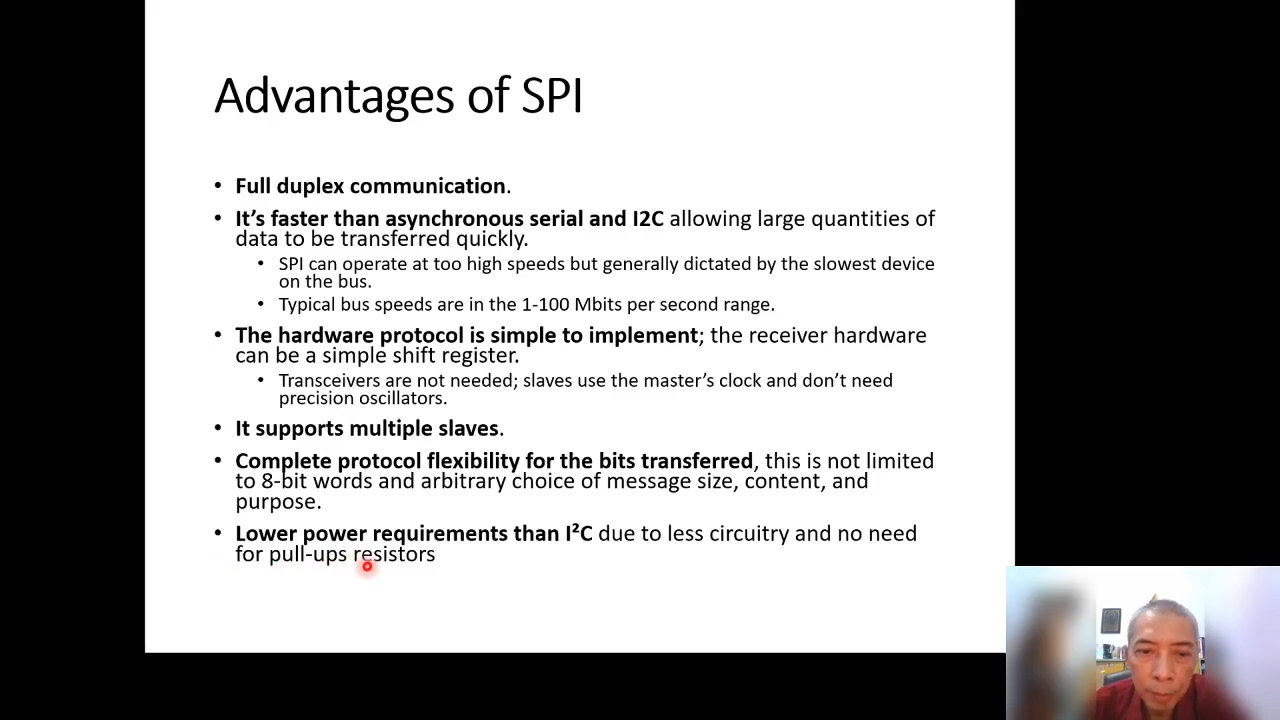 Advantages of SPI
• Full duplex communication.
• It’s faster than asynchronous serial and I2C allowing large quantities of
data to be transferred quickly.
• SPI can operate at too high speeds but generally dictated by the slowest device
on the bus.
• Typical bus speeds are in the 1-100 Mbits per second range.
• The hardware protocol is simple to implement; the receiver hardware
can be a simple shift register.
• Transceivers are not needed; slaves use the master’s clock and don’t need
precision oscillators.
• It supports multiple slaves.
• Complete protocol flexibility for the bits transferred, this is not limited
to 8-bit words and arbitrary choice of message size, content, and
purpose.
• Lower power requirements than I²C due to less circuitry and no need
for pull-ups resistors